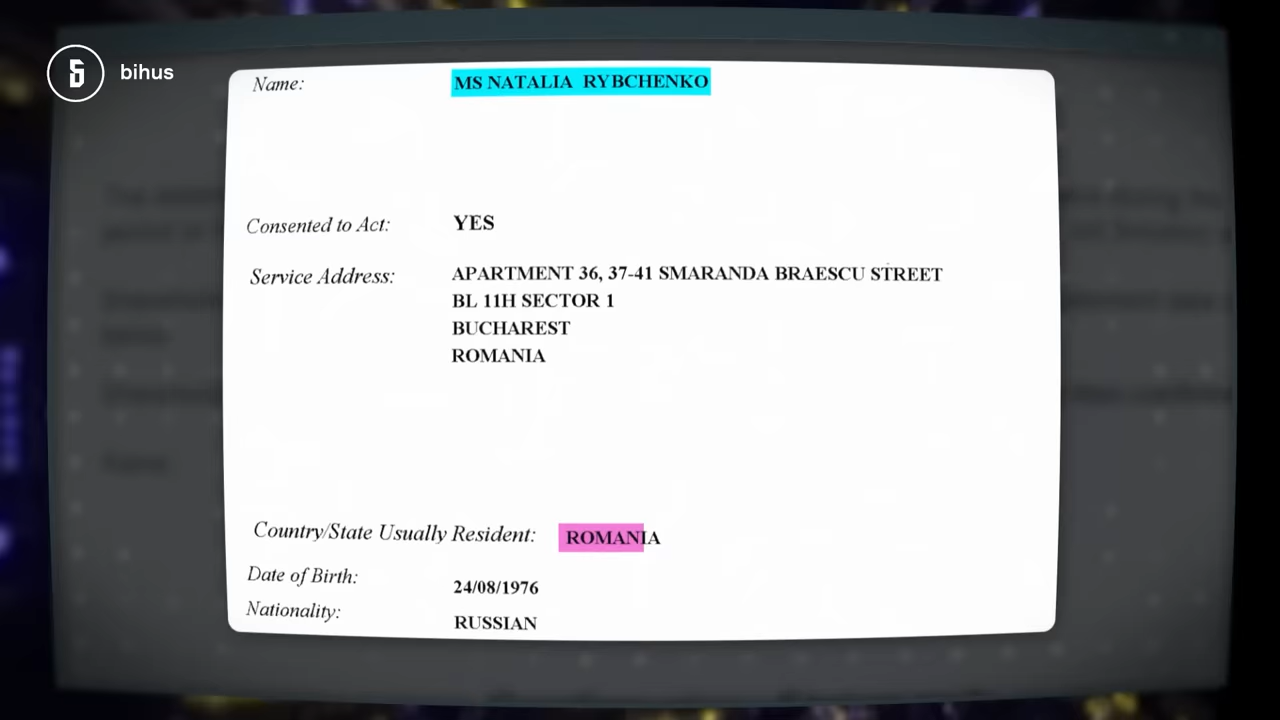 bihus
Name: MS NATALIA RYBCHENKO
Consented to Act: YES
Service Address: APARTMENT 36, 37-41 SMARANDA BRAESCU STREET
BL 11H SECTOR 1
BUCHAREST
ROMANIA
Country/State Usually Resident: ROMANIA
Date of Birth: 24/08/1976
Nationality: RUSSIAN